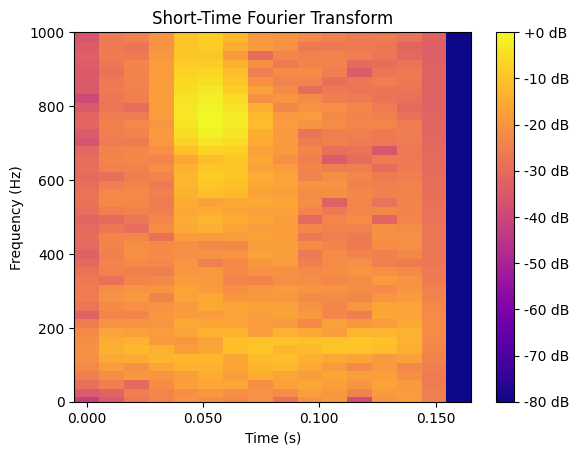 Short-Time Fourier Transform
1000
800
600
400
200
0
Frequency (Hz)
0.000
0.050
0.100
0.150
Time (s)
+0 dB
-10 dB
-20 dB
-30 dB
-40 dB
-50 dB
-60 dB
-70 dB
-80 dB